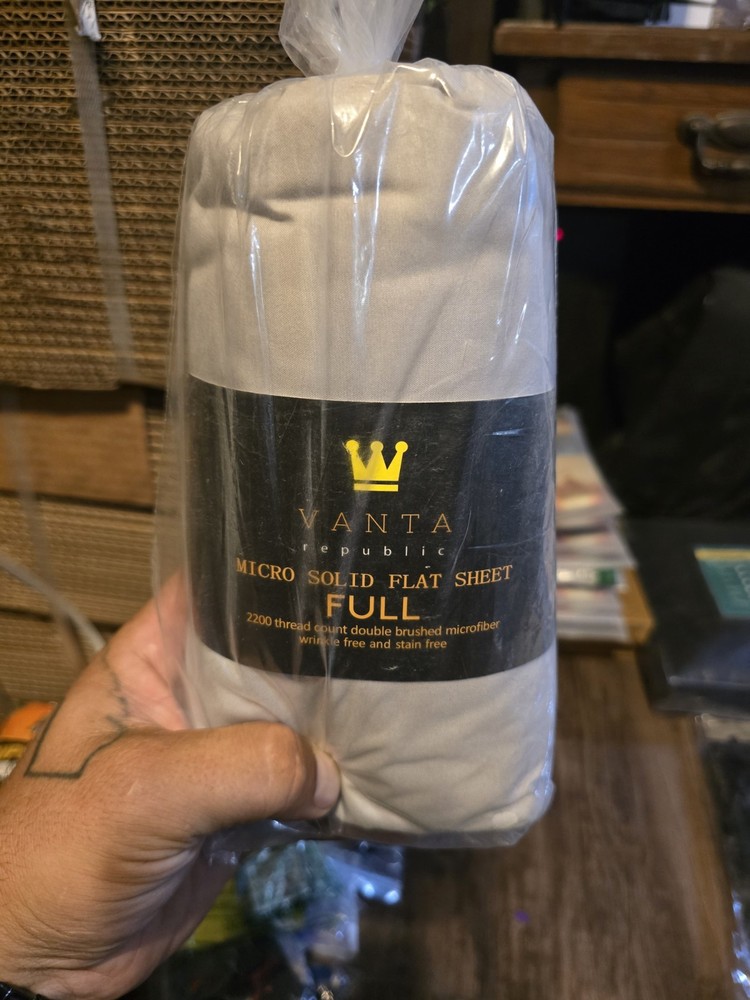 VANTA
republic
MICRO SOLID FLAT SHEET
FULL
2200 thread count double brushed microfiber
wrinkle free and stain free